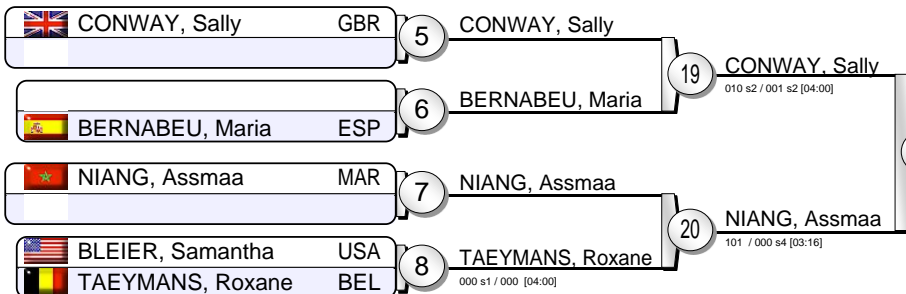 CONWAY, Sally GBR
5
CONWAY, Sally
19
CONWAY, Sally
010 s2 / 001 s2 [04:00]
6
BERNABEU, Maria
BERNABEU, Maria ESP
NIANG, Assmaa MAR
7
NIANG, Assmaa
20
NIANG, Assmaa
101 / 000 s4 [03:16]
BLEIER, Samantha USA
8
TAEYMANS, Roxane
000 s1 / 000 [04:00]
TAEYMANS, Roxane BEL